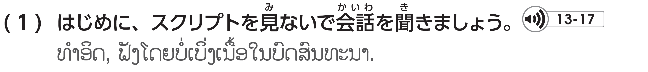 (1) はじめに、スクリプトを見ないで会話を聞きましょう。 13-17
ທຳອິດ, ຟັງໂດຍບໍ່ເບິ່ງເນື້ອໃນບົດສົນທະນາ.